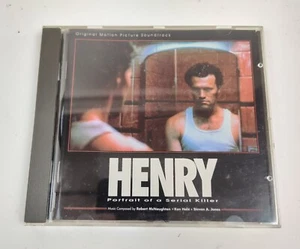 Original Motion Picture Soundtrack
HENRY
Portrait of a Serial Killer
Music Composed by Robert McNaughton • Ken Hale • Steven A. Jones